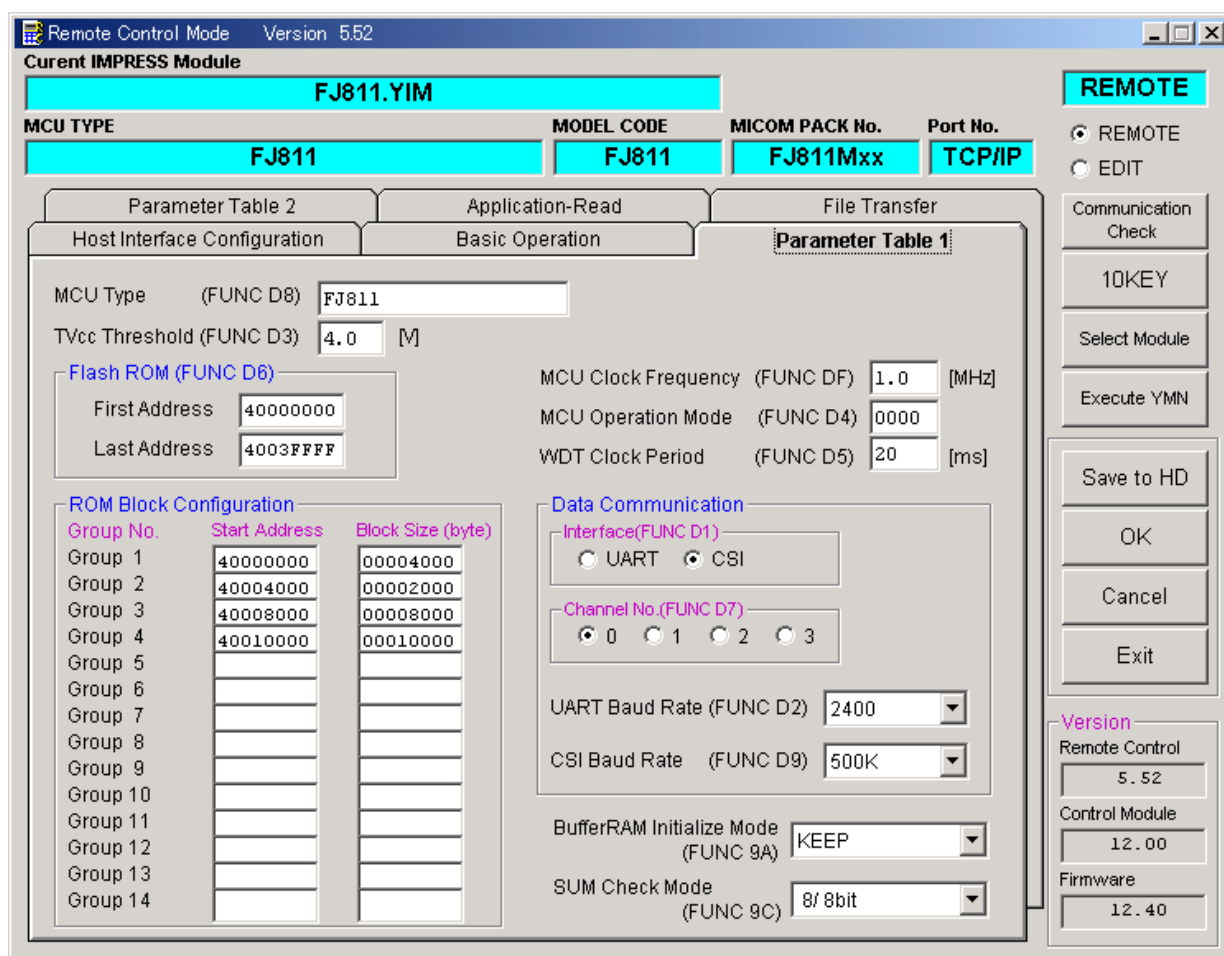 Remote Control Mode Version 5.52
Curent IMPRESS Module
FJ811.YIM
REMOTE
MCU TYPE MODEL CODE MICOM PACK No. Port No.
FJ811 FJ811 FJ811Mxx TCP/IP
REMOTE
EDIT
Parameter Table 2 Application-Read File Transfer
Host Interface Configuration Basic Operation Parameter Table 1
MCU Type (FUNC D8) FJ811
TVcc Threshold (FUNC D3) 4.0 [V]
Flash ROM (FUNC D6)
First Address 40000000
Last Address 4003FFFF
MCU Clock Frequency (FUNC DF) 1.0 [MHz]
MCU Operation Mode (FUNC D4) 0000
WDT Clock Period (FUNC D5) 20 [ms]
ROM Block Configuration
Group No. Start Address Block Size (byte)
Group 1 40000000 00004000
Group 2 40004000 00002000
Group 3 40008000 00008000
Group 4 40010000 00010000
Group 5
Group 6
Group 7
Group 8
Group 9
Group 10
Group 11
Group 12
Group 13
Group 14
Data Communication
Interface(FUNC D1)
UART CSI
Channel No.(FUNC D7)
0 1 2 3
UART Baud Rate (FUNC D2) 2400
CSI Baud Rate (FUNC D9) 500K
BufferRAM Initialize Mode
(FUNC 9A)
KEEP
SUM Check Mode
(FUNC 9C)
8/ 8bit
Communication
Check
10KEY
Select Module
Execute YMN
Save to HD
OK
Cancel
Exit
Version
Remote Control
5.52
Control Module
12.00
Firmware
12.40